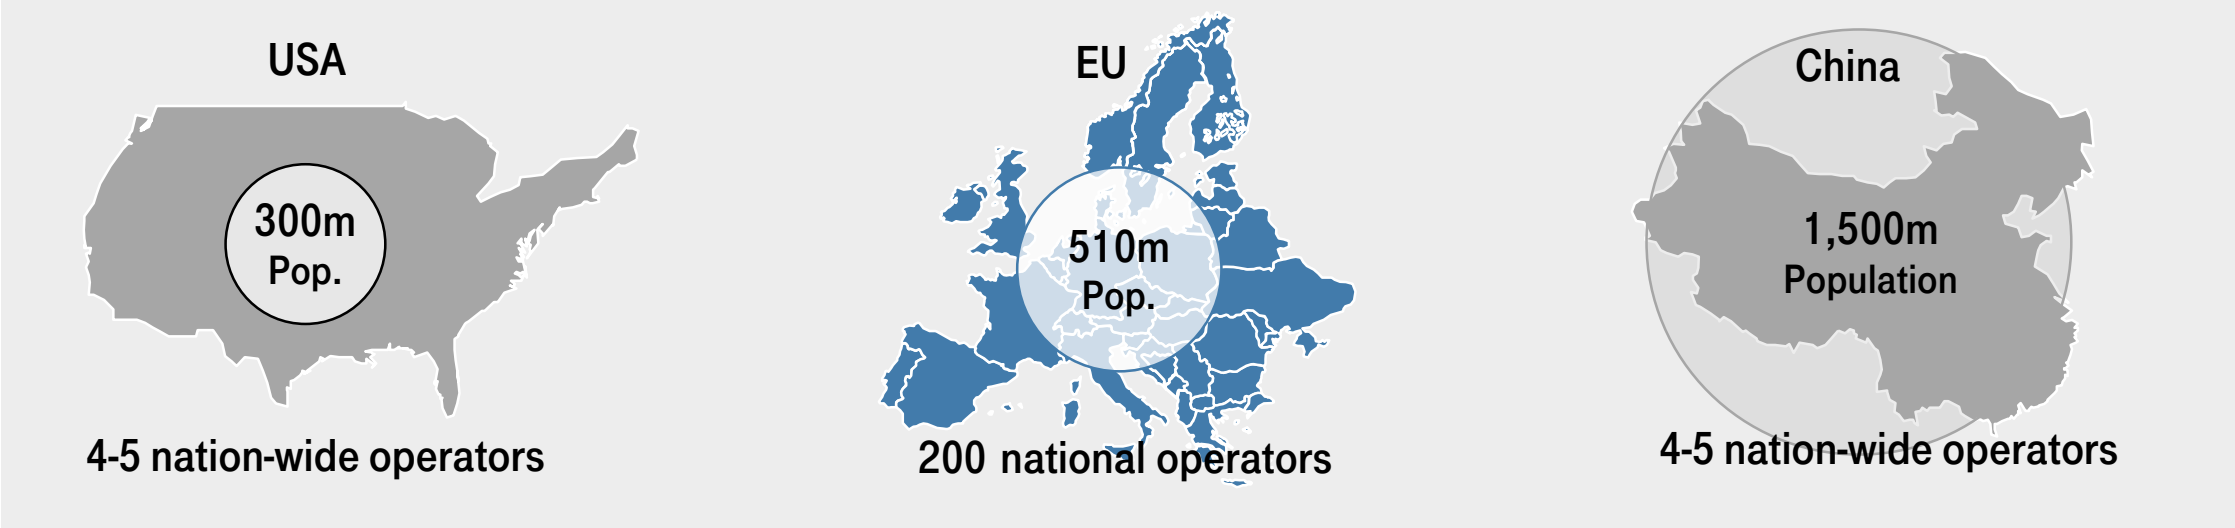 USA
300m
Pop.
4-5 nation-wide operators
EU
510m
Pop.
200 national operators
China
1,500m
Population
4-5 nation-wide operators